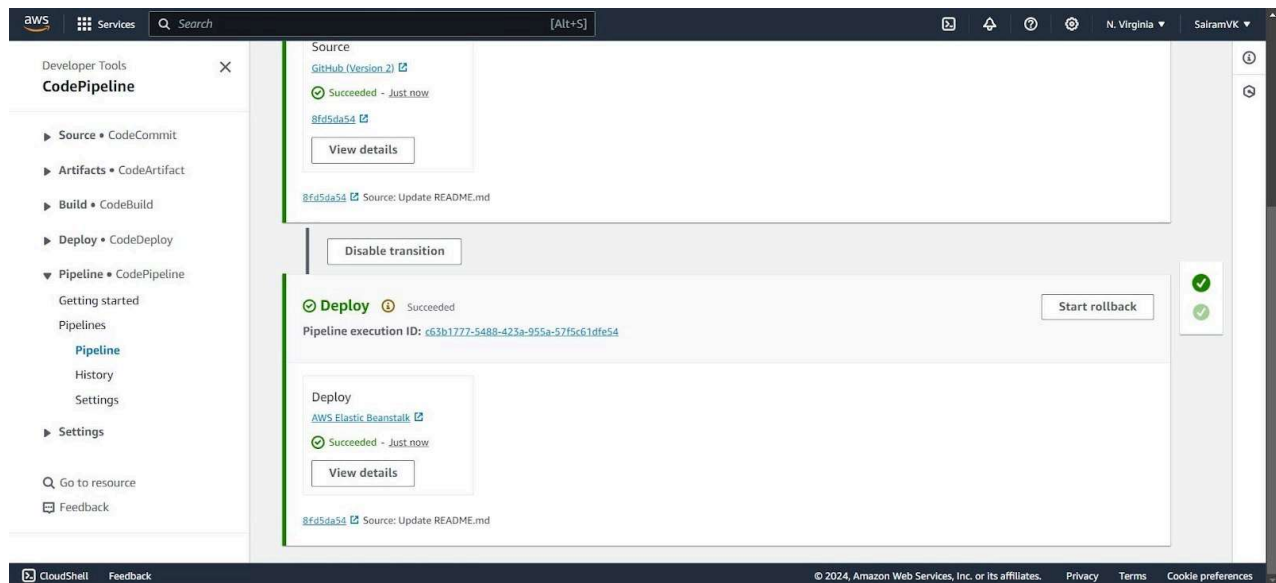 aws
Services
Search
[Alt+S]
N. Virginia
SairamVK
Developer Tools
CodePipeline
Source • CodeCommit
Artifacts • CodeArtifact
Build • CodeBuild
Deploy • CodeDeploy
Pipeline • CodePipeline
Getting started
Pipelines
Pipeline
History
Settings
Settings
Go to resource
Feedback
Source
GitHub (Version 2)
Succeeded - Just now
8fd5da54
View details
8fd5da54 Source: Update README.md
Disable transition
Deploy Succeeded
Start rollback
Pipeline execution ID: c63b1777-5488-423a-955a-57f5c61dfe54
Deploy
AWS Elastic Beanstalk
Succeeded - Just now
View details
8fd5da54 Source: Update README.md
CloudShell Feedback
© 2024, Amazon Web Services, Inc. or its affiliates. Privacy Terms Cookie preferences